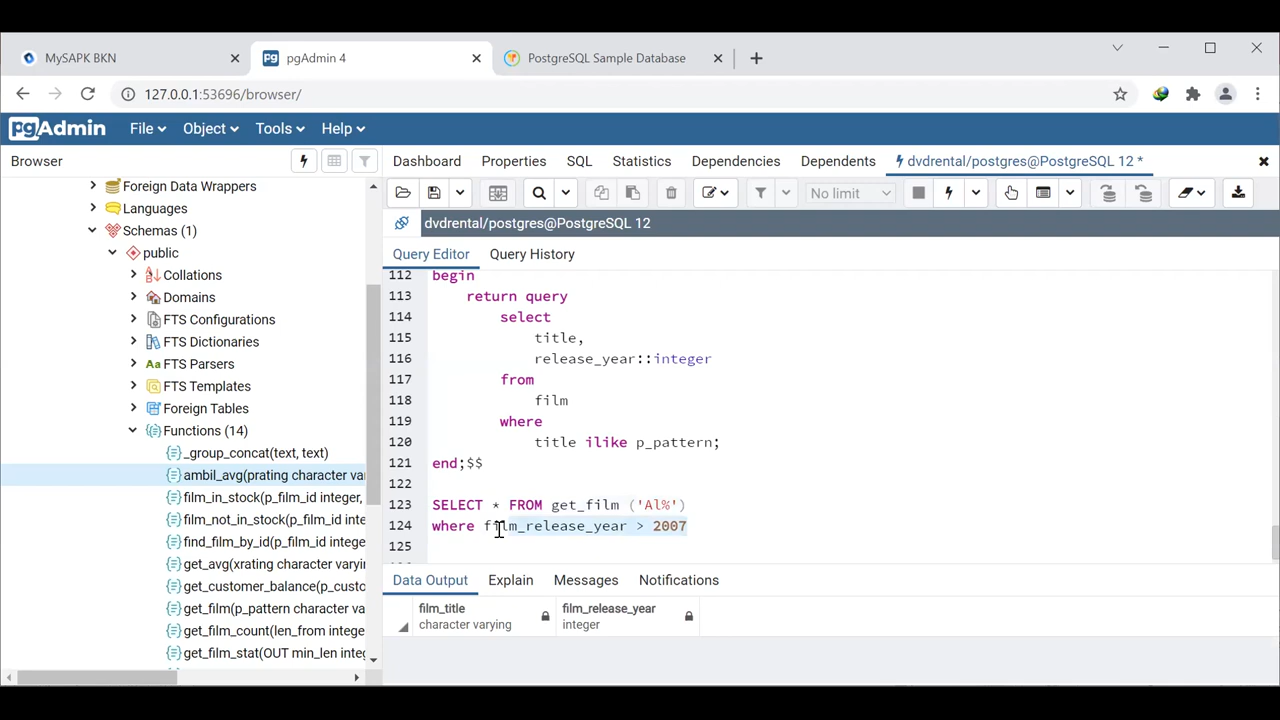 MySAPK BKN
pgAdmin 4
PostgreSQL Sample Database
127.0.0.1:53696/browser/
pgAdmin File Object Tools Help
Browser
Dashboard Properties SQL Statistics Dependencies Dependents dvdrental/postgres@PostgreSQL 12 *
No limit
dvdrental/postgres@PostgreSQL 12
Query Editor Query History
Foreign Data Wrappers
Languages
Schemas (1)
public
Collations
Domains
FTS Configurations
FTS Dictionaries
FTS Parsers
FTS Templates
Foreign Tables
Functions (14)
_group_concat(text, text)
ambil_avg(prating character va
film_in_stock(p_film_id integer,
film_not_in_stock(p_film_id inte
find_film_by_id(p_film_id intege
get_avg(xrating character varyi
get_customer_balance(p_custo
get_film(p_pattern character va
get_film_count(len_from intege
get_film_stat(OUT min_len integ
112 begin
113 return query
114 select
115 title,
116 release_year::integer
117 from
118 film
119 where
120 title ilike p_pattern;
121 end;$$
122
123 SELECT * FROM get_film ('Al%')
124 where film_release_year > 2007
125
Data Output Explain Messages Notifications
film_title
character varying
film_release_year
integer